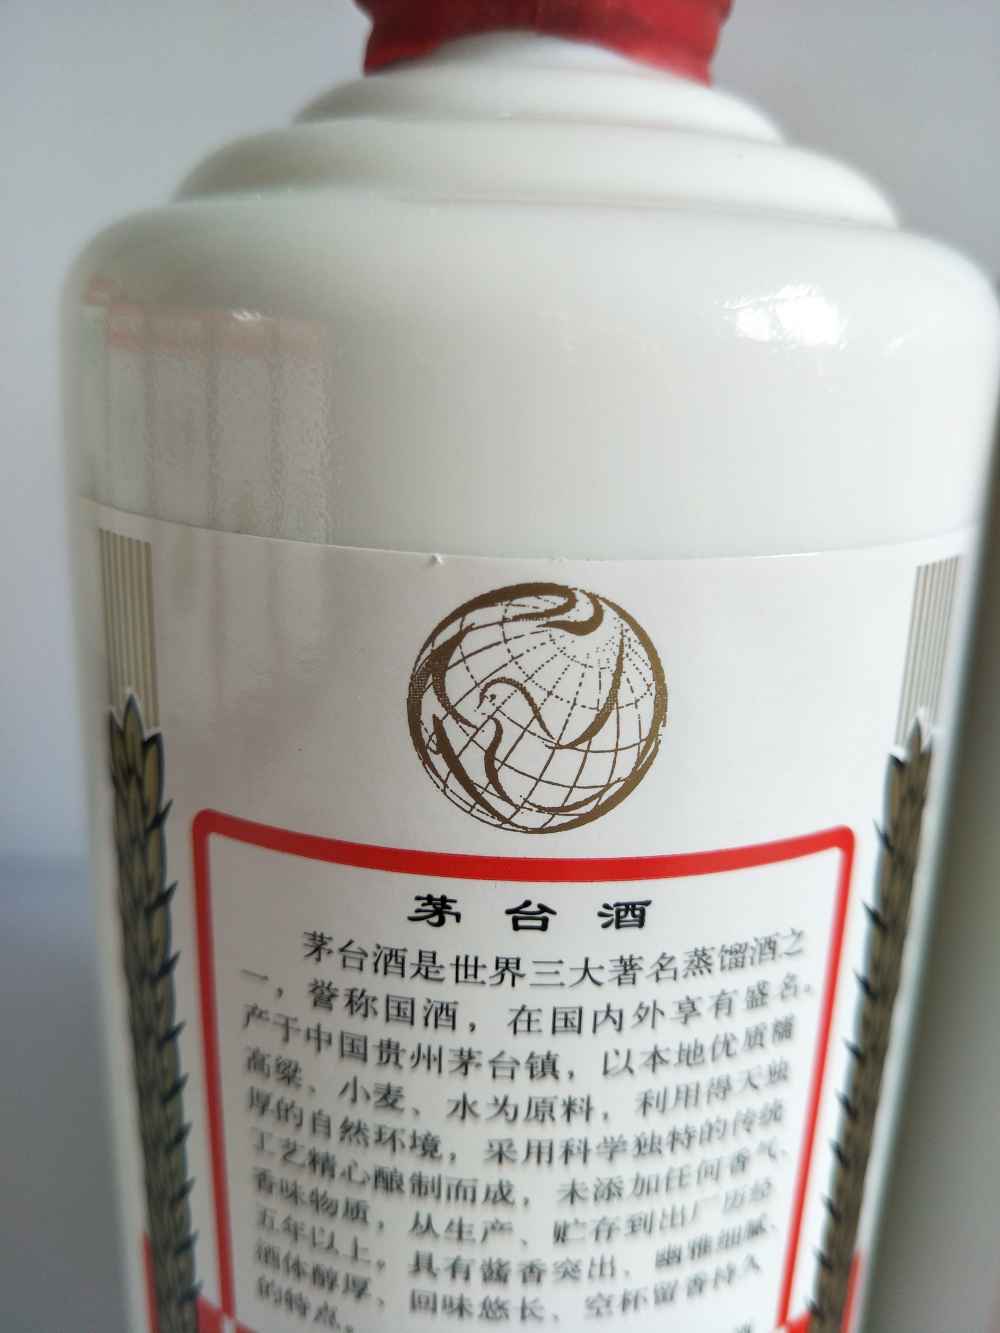 茅台酒
茅台酒是世界三大著名蒸馏酒之
一，誉称国酒，在国内外享有盛名。
产于中国贵州茅台镇，以本地优质糯
高粱、小麦、水为原料，利用得天独
厚的自然环境，采用科学独特的传统
工艺精心酿制而成，未添加任何香气、
香味物质，从生产、贮存到出厂历经
五年以上。具有酱香突出、幽雅细腻、
酒体醇厚、回味悠长、空杯留香持久
的特点。